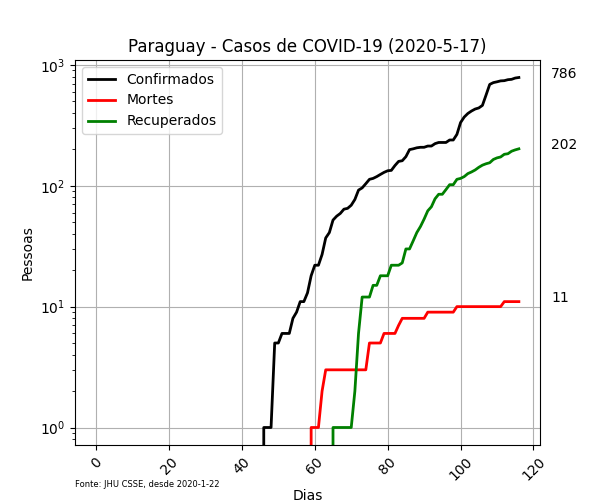 Paraguay - Casos de COVID-19 (2020-5-17)
Confirmados
Mortes
Recuperados
10³
10²
10¹
10⁰
Pessoas
786
202
11
0 20 40 60 80 100 120
Fonte: JHU CSSE, desde 2020-1-22
Dias